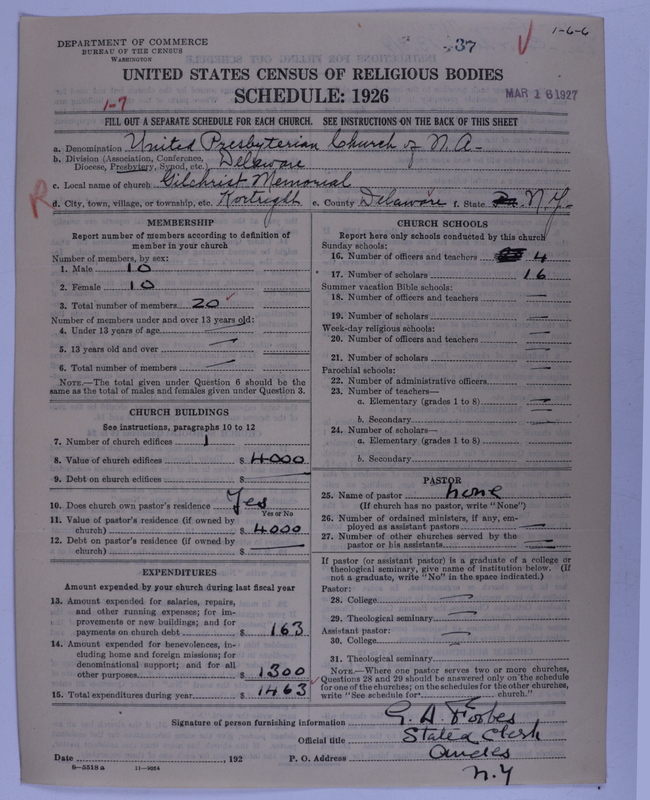 1-6-6
37
DEPARTMENT OF COMMERCE
BUREAU OF THE CENSUS
WASHINGTON
UNITED STATES CENSUS OF RELIGIOUS BODIES
SCHEDULE: 1926
MAR 16 1927
1-7
FILL OUT A SEPARATE SCHEDULE FOR EACH CHURCH. SEE INSTRUCTIONS ON THE BACK OF THIS SHEET
a. Denomination United Presbyterian Church of N.A.
b. Division (Association, Conference, Diocese, Presbytery, Synod, etc.) Delaware
c. Local name of church Gilchrist Memorial
R
d. City, town, village, or township, etc. Kortright e. County Delaware f. State N.Y.
MEMBERSHIP
Report number of members according to definition of
member in your church
Number of members, by sex:
1. Male 10
2. Female 10
3. Total number of members 20
Number of members under and over 13 years old:
4. Under 13 years of age
5. 13 years old and over
6. Total number of members
NOTE.—The total given under Question 6 should be the
same as the total of males and females given under Question 3.
CHURCH BUILDINGS
See instructions, paragraphs 10 to 12
7. Number of church edifices 1
8. Value of church edifices $ 4000
9. Debt on church edifices $
10. Does church own pastor's residence Yes
Yes or No
11. Value of pastor's residence (if owned by
church) $ 4000
12. Debt on pastor's residence (if owned by
church) $
EXPENDITURES
Amount expended by your church during last fiscal year
13. Amount expended for salaries, repairs,
and other running expenses; for im-
provements or new buildings; and for
payments on church debt $ 163
14. Amount expended for benevolences, in-
cluding home and foreign missions; for
denominational support; and for all
other purposes $ 1300
15. Total expenditures during year $ 1463
CHURCH SCHOOLS
Report here only schools conducted by this church
Sunday schools:
16. Number of officers and teachers 4
17. Number of scholars 16
Summer vacation Bible schools:
18. Number of officers and teachers
19. Number of scholars
Week-day religious schools:
20. Number of officers and teachers
21. Number of scholars
Parochial schools:
22. Number of administrative officers
23. Number of teachers—
a. Elementary (grades 1 to 8)
b. Secondary
24. Number of scholars—
a. Elementary (grades 1 to 8)
b. Secondary
PASTOR
25. Name of pastor none
(If church has no pastor, write "None")
26. Number of ordained ministers, if any, em-
ployed as assistant pastors
27. Number of other churches served by the
pastor or his assistants
If pastor (or assistant pastor) is a graduate of a college or
theological seminary, give name of institution below. (If
not a graduate, write "No" in the space indicated.)
Pastor:
28. College
29. Theological seminary
Assistant pastor:
30. College
31. Theological seminary
NOTE.—Where one pastor serves two or more churches,
Questions 28 and 29 should be answered only on the schedule
for one of the churches; on the schedules for the other churches,
write "See schedule for church."
Signature of person furnishing information G. A. Forbes
Official title Stated Clerk
Date , 192 P. O. Address Andes
N.Y
8-5518 a 11-9264